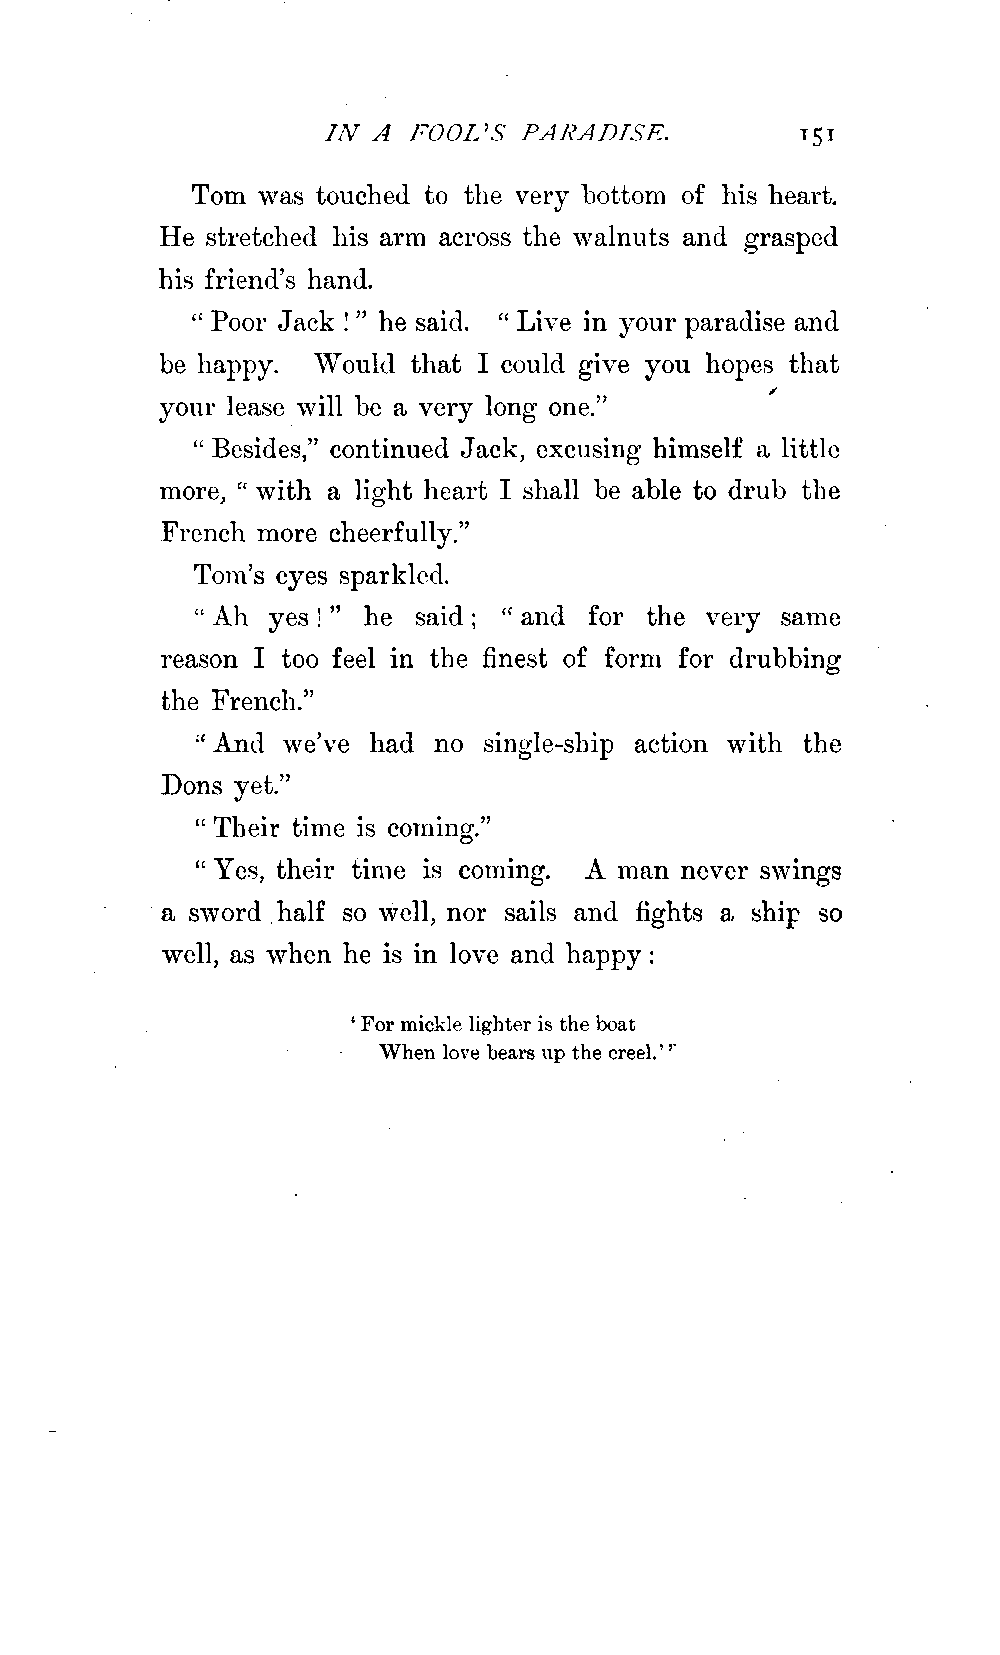 IN A FOOL'S PARADISE. 151
Tom was touched to the very bottom of his heart.
He stretched his arm across the walnuts and grasped
his friend's hand.
"Poor Jack!" he said. "Live in your paradise and
be happy. Would that I could give you hopes that
your lease will be a very long one."
"Besides," continued Jack, excusing himself a little
more, "with a light heart I shall be able to drub the
French more cheerfully."
Tom's eyes sparkled.
"Ah yes!" he said; "and for the very same
reason I too feel in the finest of form for drubbing
the French."
"And we've had no single-ship action with the
Dons yet."
"Their time is coming."
"Yes, their time is coming. A man never swings
a sword half so well, nor sails and fights a ship so
well, as when he is in love and happy:
'For mickle lighter is the boat
When love bears up the creel.'"